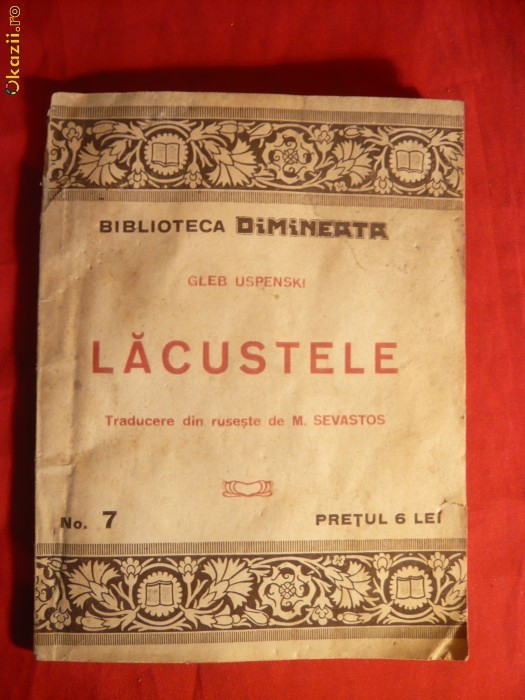 Okazii.ro
BIBLIOTECA DIMINEAȚA
GLEB USPENSKI
LĂCUSTELE
Traducere din rusește de M. SEVASTOS
No. 7
PREȚUL 6 LEI